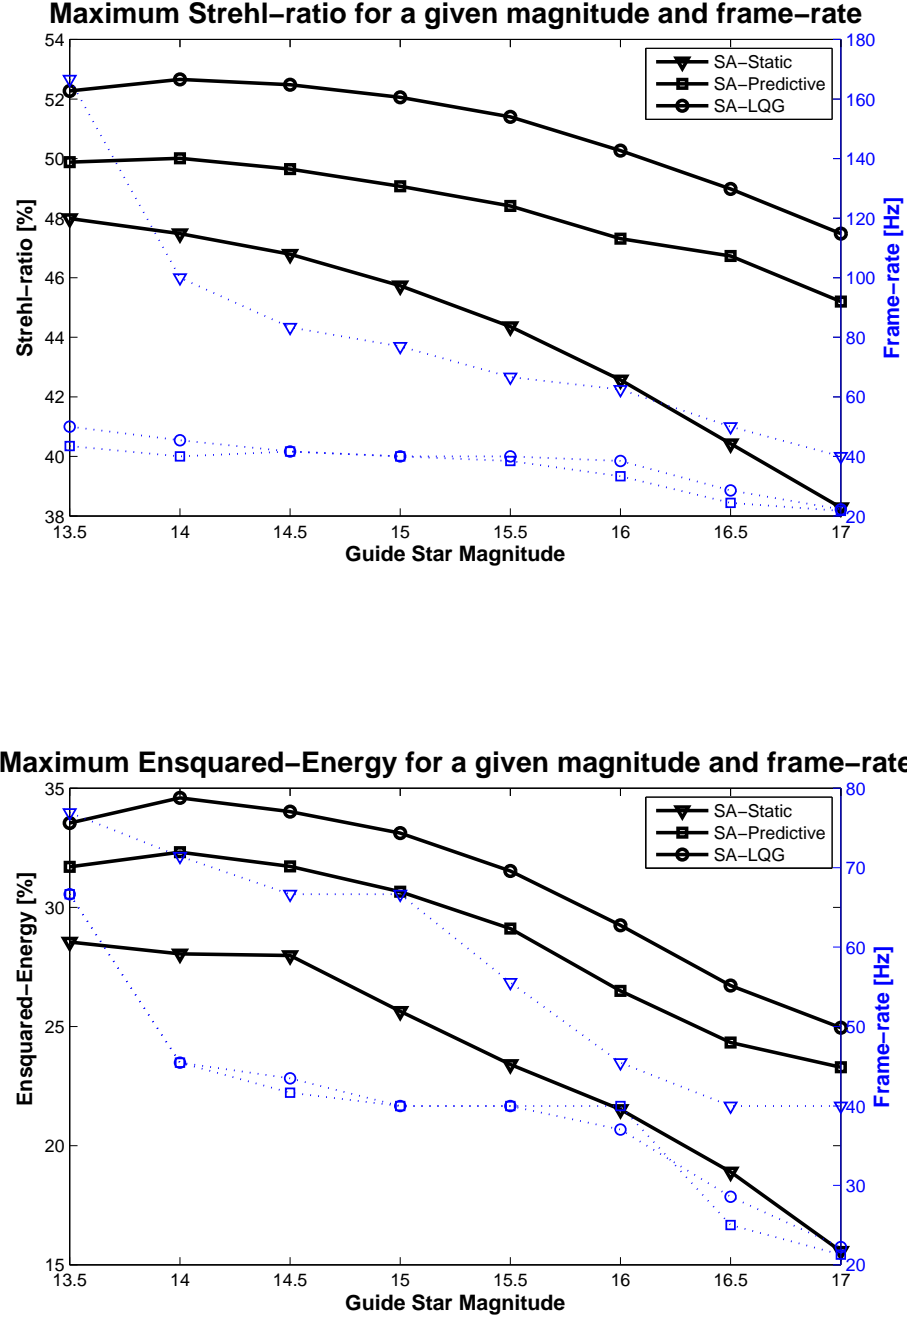 Maximum Strehl−ratio for a given magnitude and frame−rate
54
52
50
48
46
44
42
40
38
Strehl−ratio [%]
180
160
140
120
100
80
60
40
20
Frame−rate [Hz]
SA−Static
SA−Predictive
SA−LQG
13.5 14 14.5 15 15.5 16 16.5 17
Guide Star Magnitude
Maximum Ensquared−Energy for a given magnitude and frame−rate
35
30
25
20
15
Ensquared−Energy [%]
80
70
60
50
40
30
20
Frame−rate [Hz]
SA−Static
SA−Predictive
SA−LQG
13.5 14 14.5 15 15.5 16 16.5 17
Guide Star Magnitude